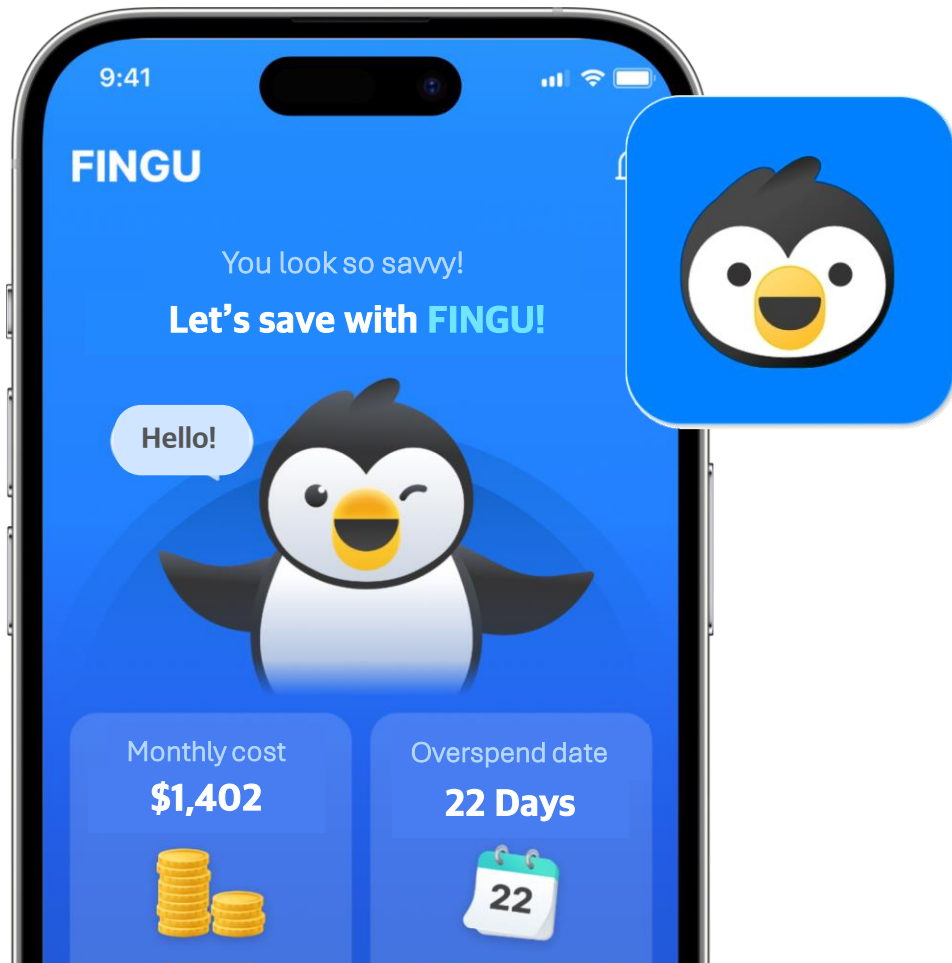 9:41
FINGU
You look so savvy!
Let's save with FINGU!
Hello!
Monthly cost
$1,402
Overspend date
22 Days
22